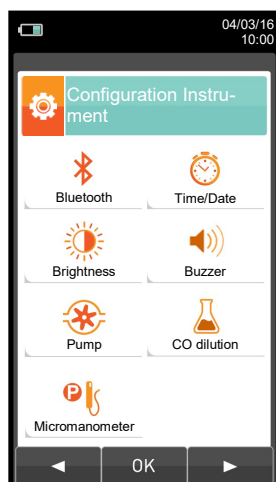 04/03/16
10:00
Configuration Instru-
ment
Bluetooth
Time/Date
Brightness
Buzzer
Pump
CO dilution
P
Micromanometer
OK